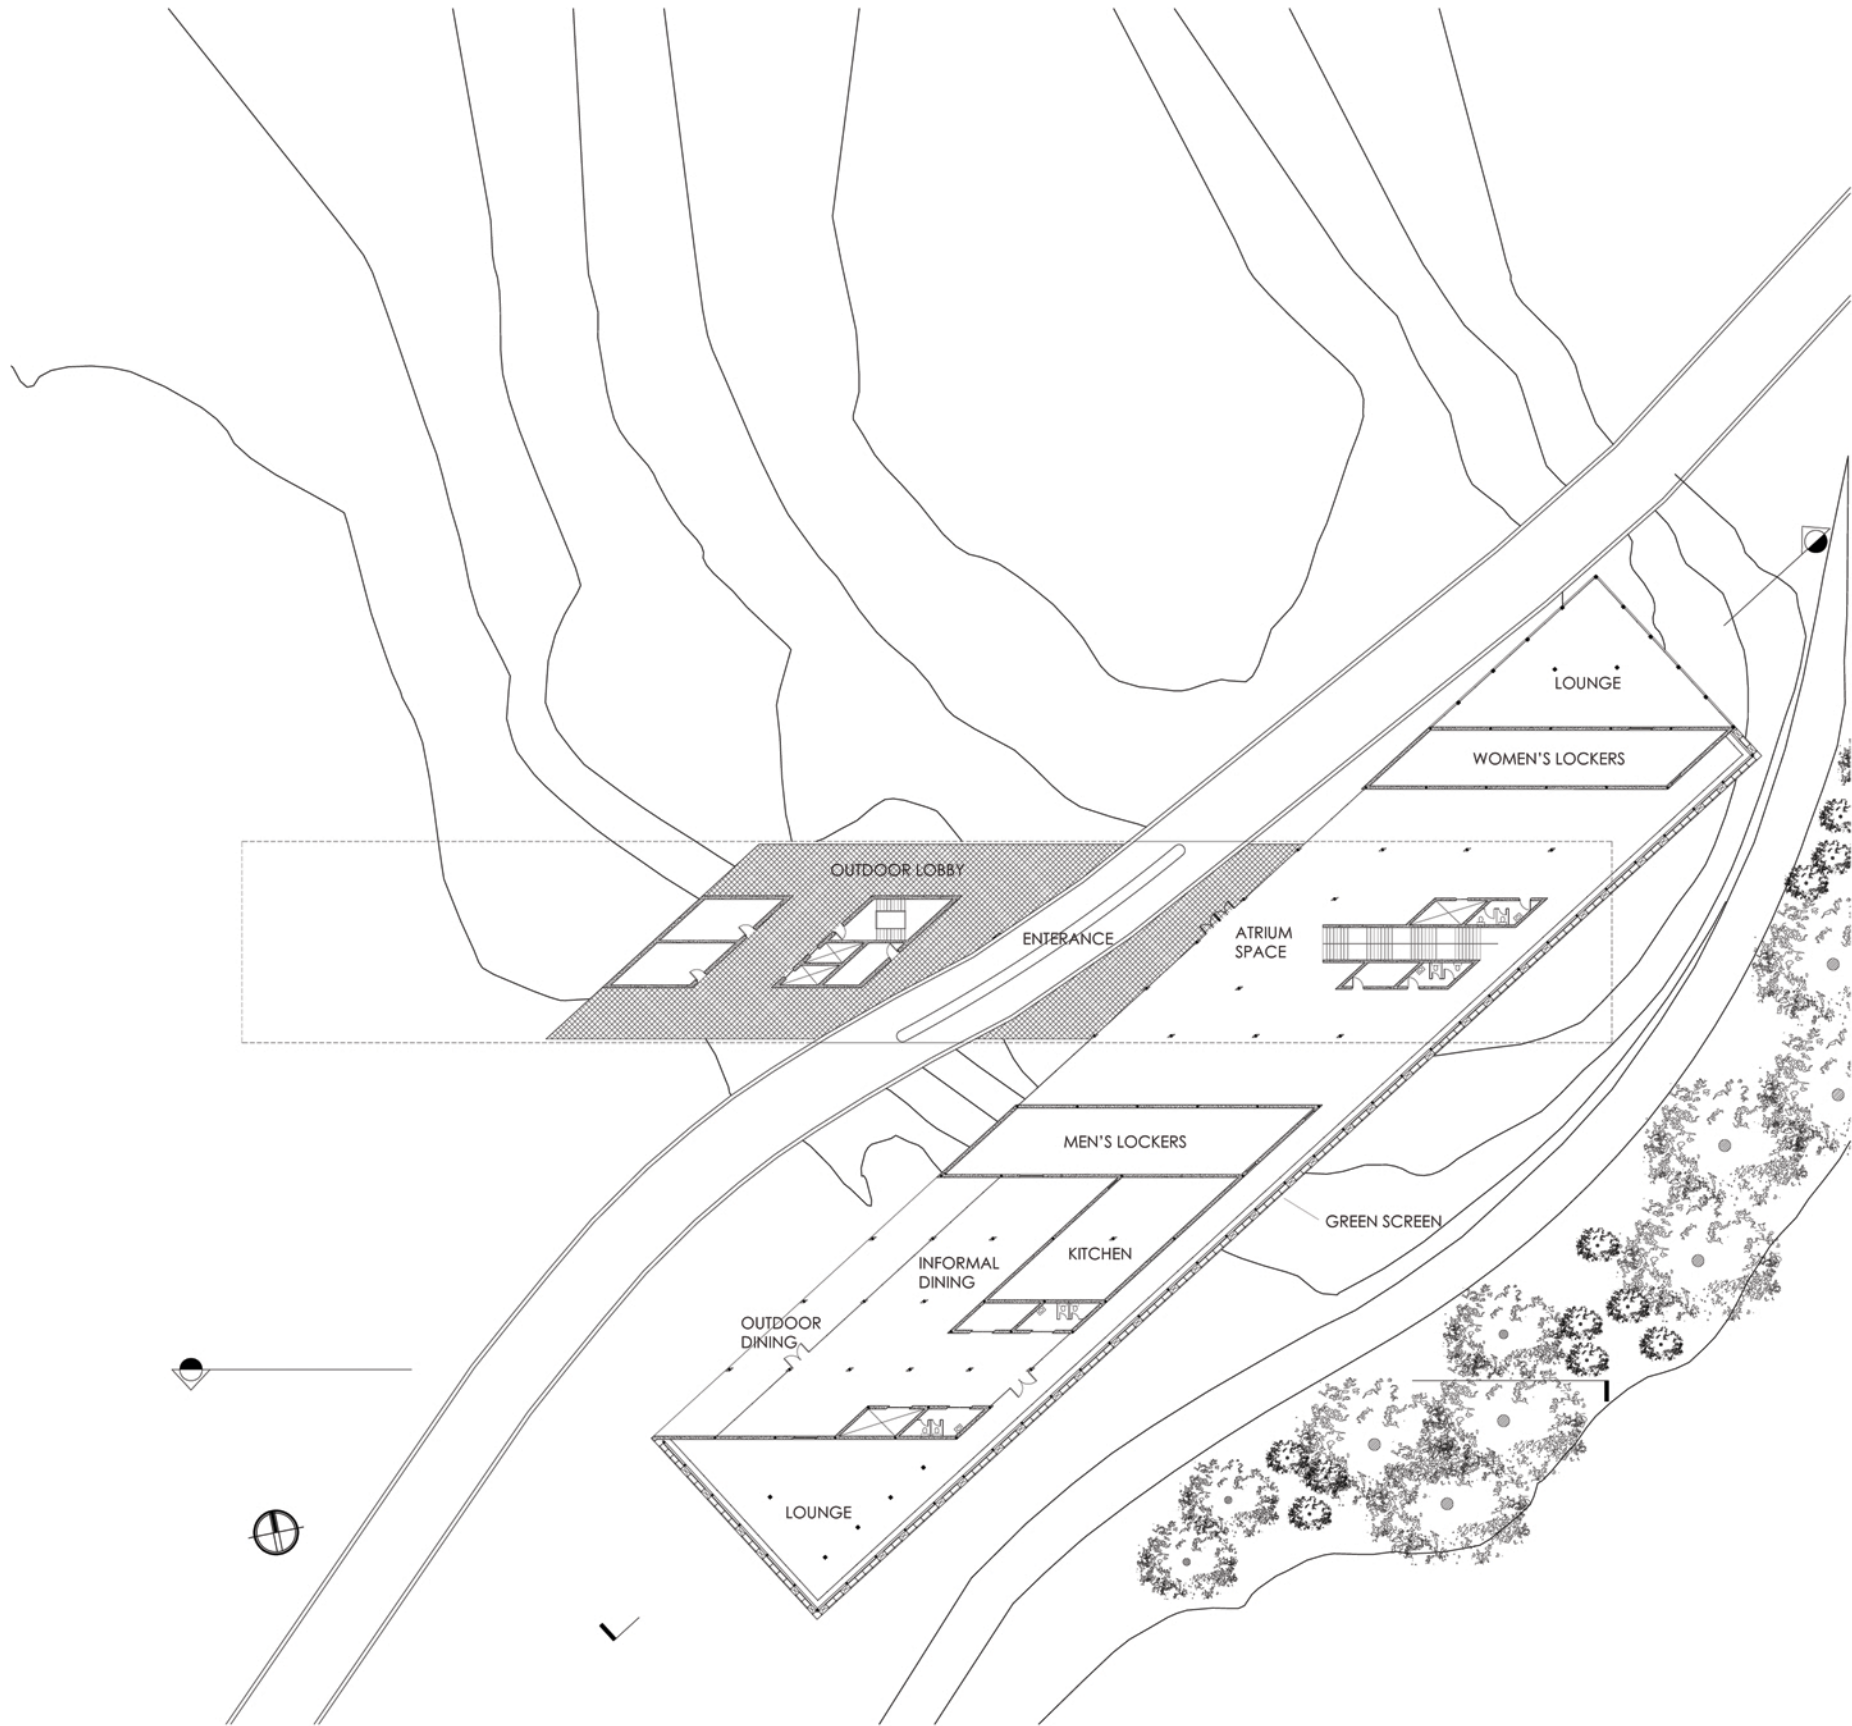 LOUNGE
WOMEN'S LOCKERS
OUTDOOR LOBBY
ENTERANCE
ATRIUM
SPACE
MEN'S LOCKERS
GREEN SCREEN
KITCHEN
INFORMAL
DINING
OUTDOOR
DINING
LOUNGE